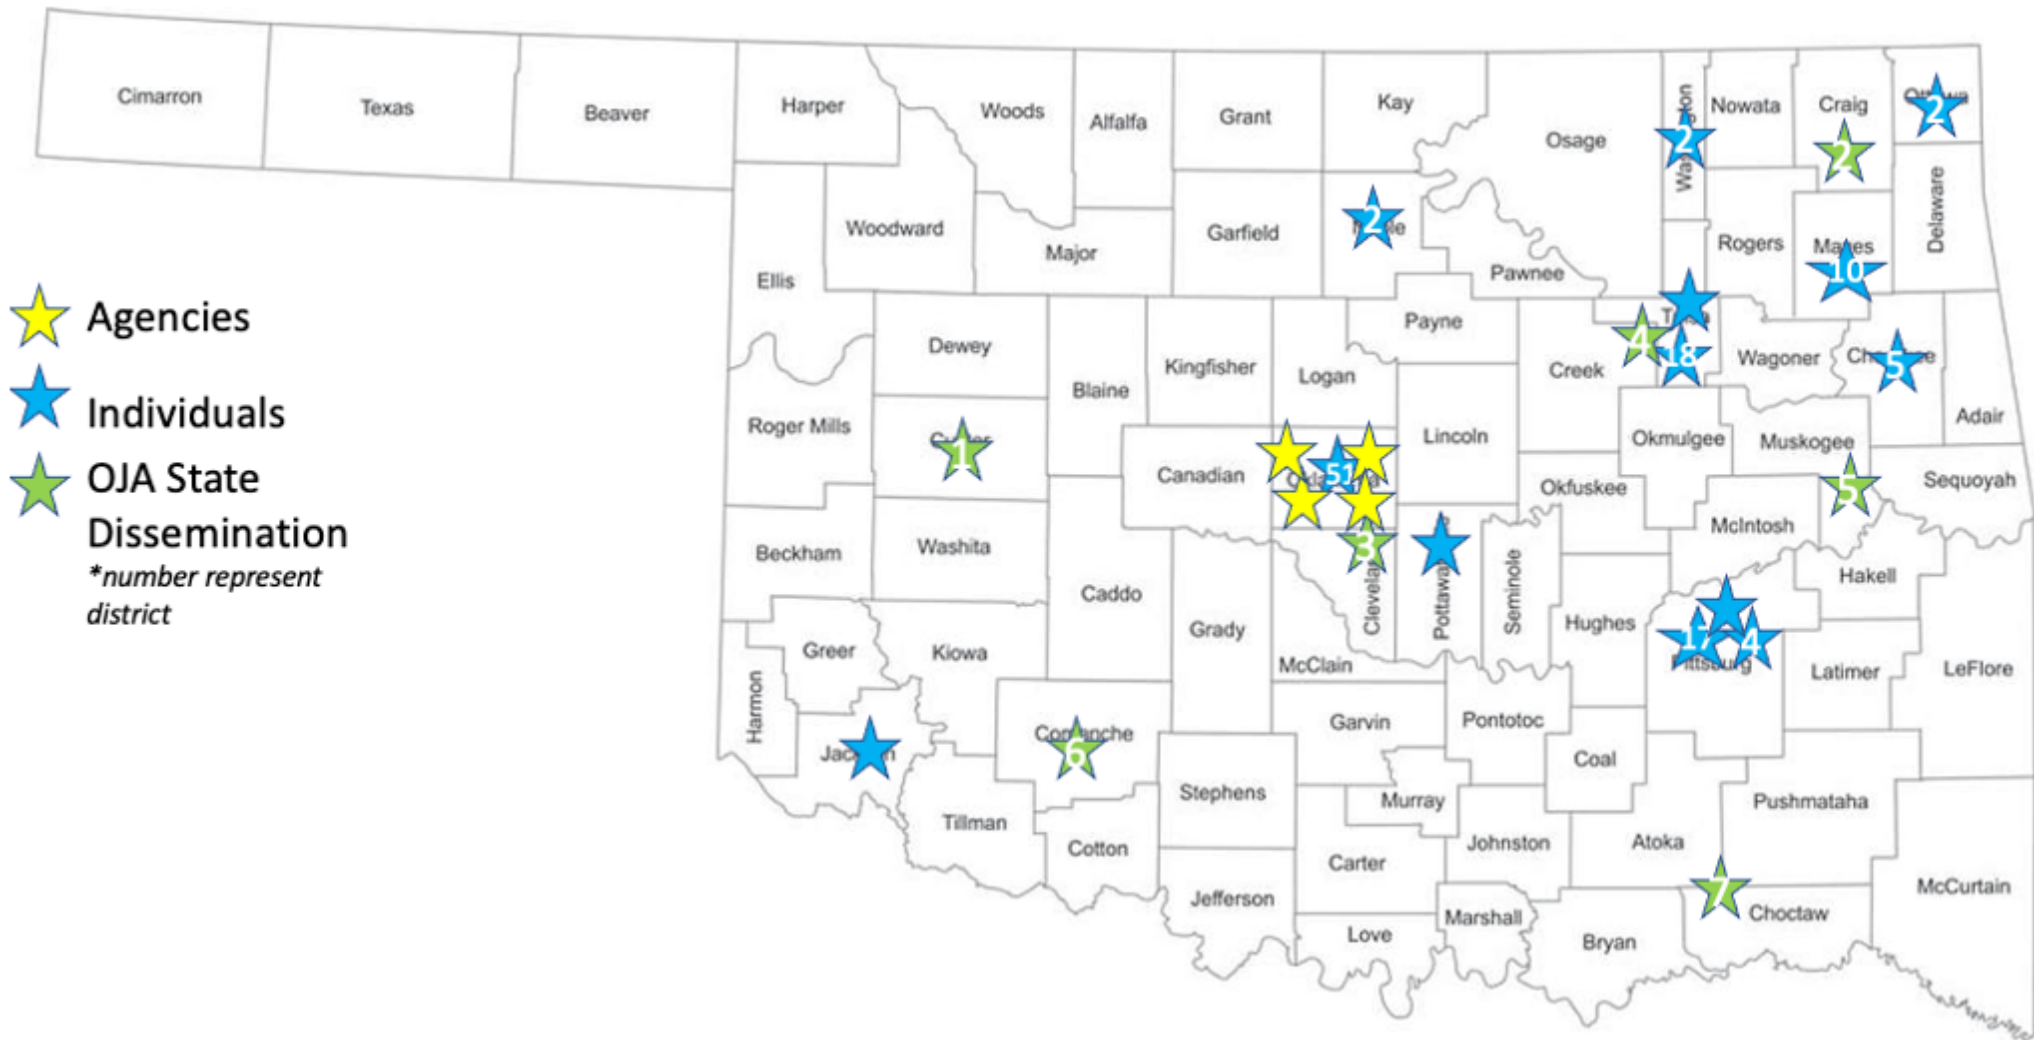 Cimarron
Texas
Beaver
Harper
Woods
Alfalfa
Grant
Kay
Osage
Nowata
Craig
2
2
2
Woodward
Major
Garfield
2
Pawnee
Rogers
Delaware
10
Ellis
Agencies
Dewey
Blaine
Kingfisher
Logan
Payne
Creek
4
18
Wagoner
5
Adair
Individuals
Roger Mills
1
Canadian
51
Lincoln
Okmulgee
Muskogee
Okfuskee
5
Sequoyah
OJA State
Dissemination
*number represent
district
Beckham
Washita
Caddo
Grady
3
McClain
Seminole
Hughes
McIntosh
Hakell
17
4
Latimer
LeFlore
Harmon
Greer
Kiowa
6
Garvin
Pontotoc
Coal
Stephens
Murray
Pushmataha
Tillman
Cotton
Carter
Johnston
Atoka
Jefferson
Love
Marshall
Bryan
7
Choctaw
McCurtain